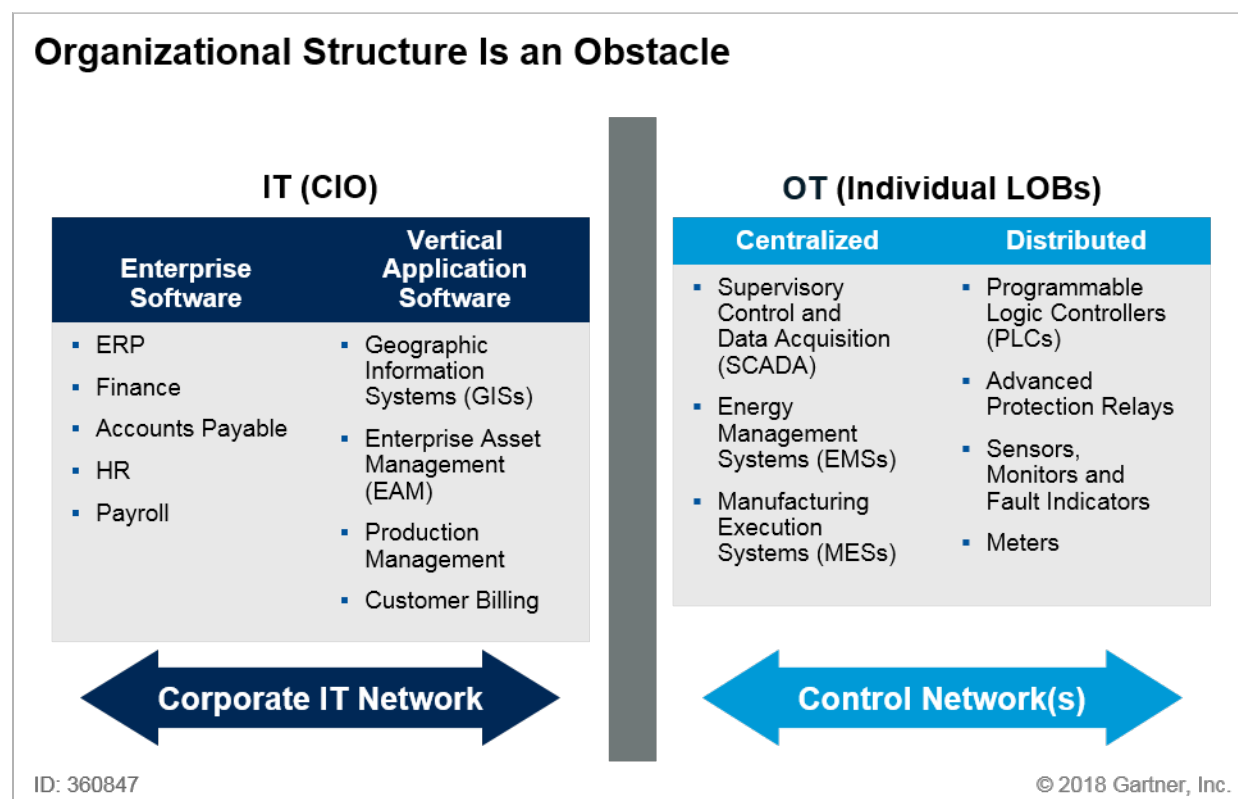 Organizational Structure Is an Obstacle
IT (CIO)
Enterprise
Software
Vertical
Application
Software
▪ ERP
▪ Finance
▪ Accounts Payable
▪ HR
▪ Payroll
▪ Geographic
Information
Systems (GISs)
▪ Enterprise Asset
Management
(EAM)
▪ Production
Management
▪ Customer Billing
Corporate IT Network
OT (Individual LOBs)
Centralized
Distributed
▪ Supervisory
Control and
Data Acquisition
(SCADA)
▪ Energy
Management
Systems (EMSs)
▪ Manufacturing
Execution
Systems (MESs)
▪ Programmable
Logic Controllers
(PLCs)
▪ Advanced
Protection Relays
▪ Sensors,
Monitors and
Fault Indicators
▪ Meters
Control Network(s)
ID: 360847
© 2018 Gartner, Inc.